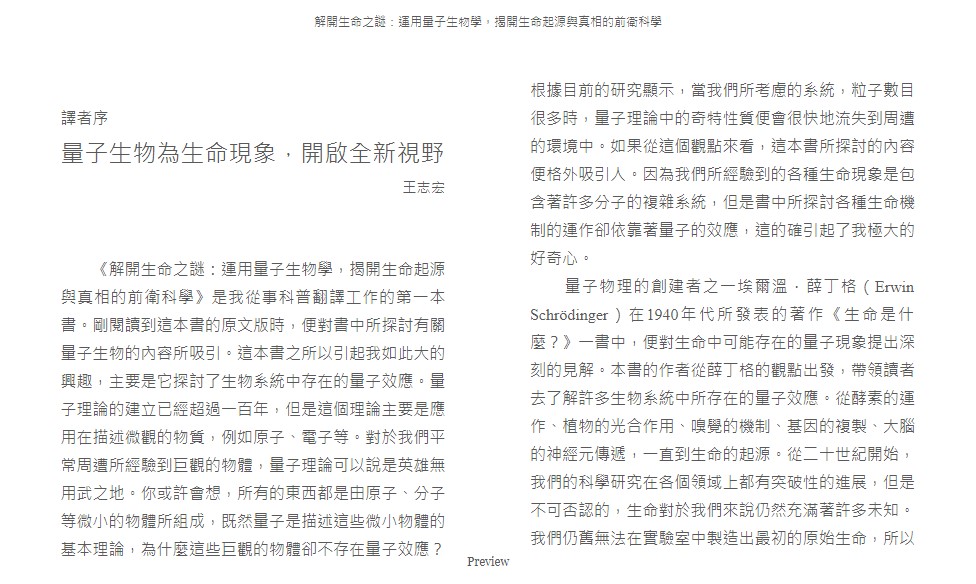 解開生命之謎：運用量子生物學，揭開生命起源與真相的前衛科學
譯者序
量子生物為生命現象，開啟全新視野
王志宏
《解開生命之謎：運用量子生物學，揭開生命起源
與真相的前衛科學》是我從事科普翻譯工作的第一本
書。剛閱讀到這本書的原文版時，便對書中所探討有關
量子生物的內容所吸引。這本書之所以引起我如此大的
興趣，主要是它探討了生物系統中存在的量子效應。量
子理論的建立已經超過一百年，但是這個理論主要是應
用在描述微觀的物質，例如原子、電子等。對於我們平
常周遭所經驗到巨觀的物體，量子理論可以說是英雄無
用武之地。你或許會想，所有的東西都是由原子、分子
等微小的物體所組成，既然量子是描述這些微小物體的
基本理論，為什麼這些巨觀的物體卻不存在量子效應？
根據目前的研究顯示，當我們所考慮的系統，粒子數目
很多時，量子理論中的奇特性質便會很快地流失到周遭
的環境中。如果從這個觀點來看，這本書所探討的內容
便格外吸引人。因為我們所經驗到的各種生命現象是包
含著許多分子的複雜系統，但是書中所探討各種生命機
制的運作卻依靠著量子的效應，這的確引起了我極大的
好奇心。
量子物理的創建者之一埃爾溫．薛丁格（Erwin
Schrödinger）在1940年代所發表的著作《生命是什
麼？》一書中，便對生命中可能存在的量子現象提出深
刻的見解。本書的作者從薛丁格的觀點出發，帶領讀者
去了解許多生物系統中所存在的量子效應。從酵素的運
作、植物的光合作用、嗅覺的機制、基因的複製、大腦
的神經元傳遞，一直到生命的起源。從二十世紀開始，
我們的科學研究在各個領域上都有突破性的進展，但是
不可否認的，生命對於我們來說仍然充滿著許多未知。
我們仍舊無法在實驗室中製造出最初的原始生命，所以
Preview